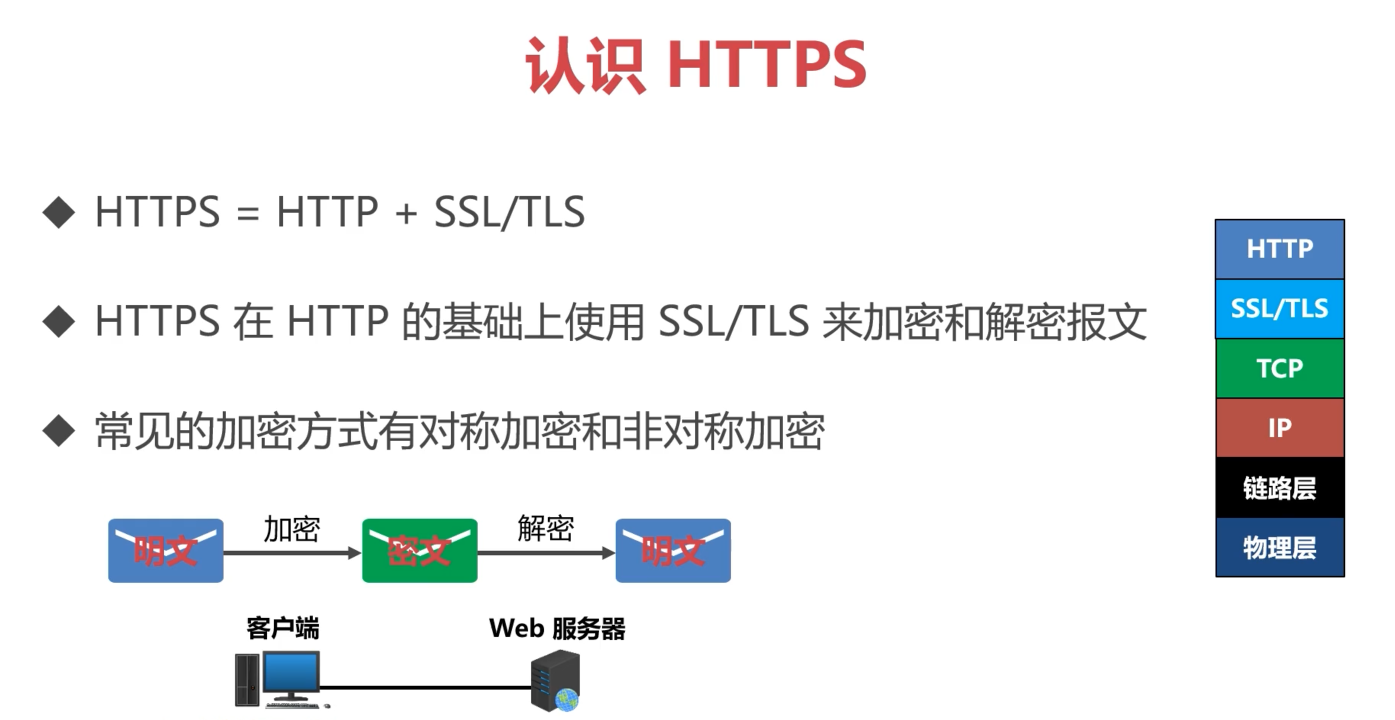 认识 HTTPS
HTTPS = HTTP + SSL/TLS
HTTPS 在 HTTP 的基础上使用 SSL/TLS 来加密和解密报文
常见的加密方式有对称加密和非对称加密
明文
加密
密文
解密
明文
客户端
Web 服务器
HTTP
SSL/TLS
TCP
IP
链路层
物理层